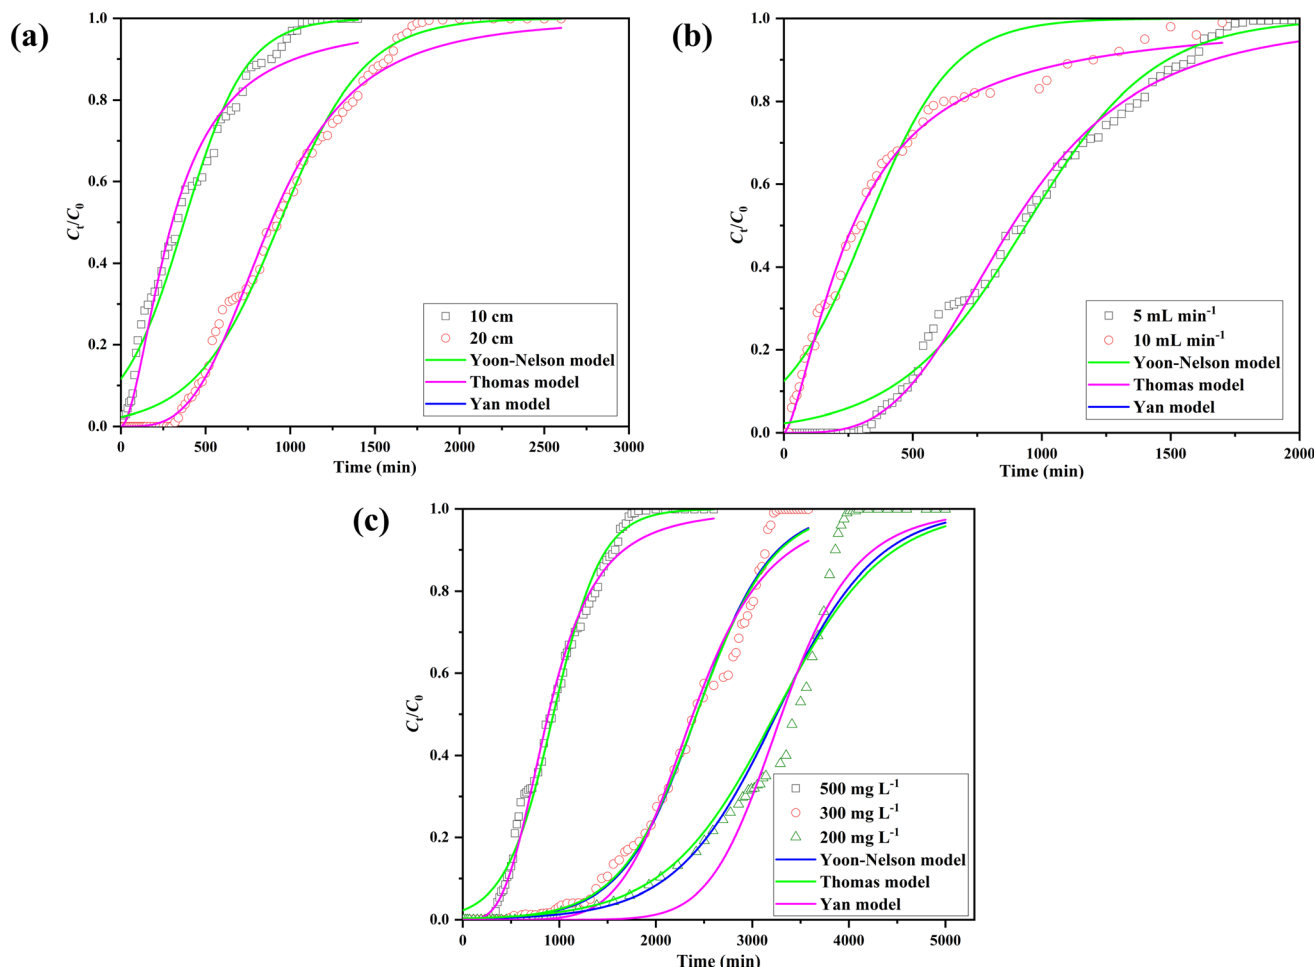 (a)
1.0
0.8
0.6
0.4
0.2
0.0
Cₜ/C₀
10 cm
20 cm
Yoon-Nelson model
Thomas model
Yan model
0 500 1000 1500 2000 2500 3000
Time (min)
(b)
1.0
0.8
0.6
0.4
0.2
0.0
Cₜ/C₀
5 mL min⁻¹
10 mL min⁻¹
Yoon-Nelson model
Thomas model
Yan model
0 500 1000 1500 2000
Time (min)
(c)
1.0
0.8
0.6
0.4
0.2
0.0
Cₜ/C₀
500 mg L⁻¹
300 mg L⁻¹
200 mg L⁻¹
Yoon-Nelson model
Thomas model
Yan model
0 1000 2000 3000 4000 5000
Time (min)